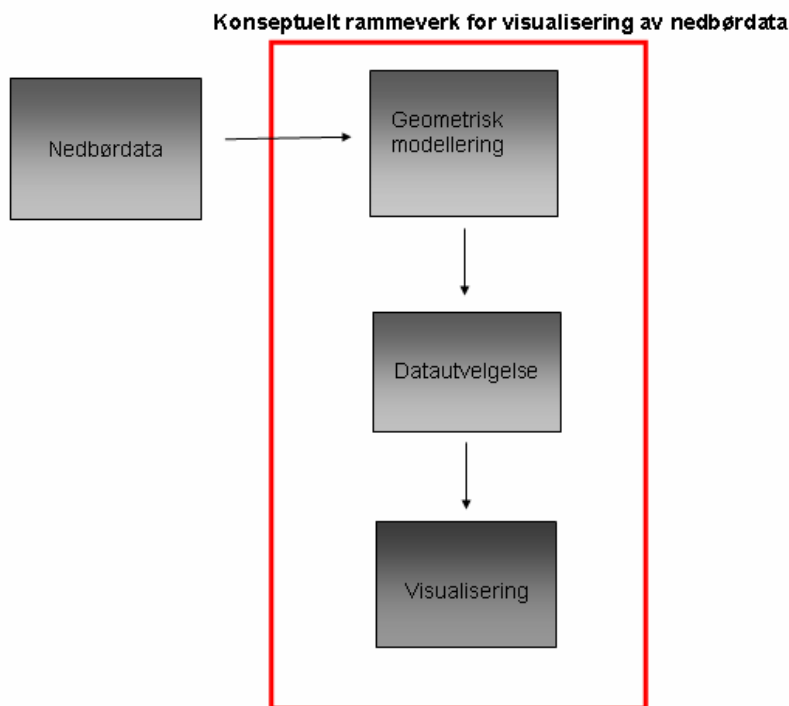 Konseptuelt rammeverk for visualisering av nedbørdata
Nedbørdata
Geometrisk
modellering
Datautvelgelse
Visualisering